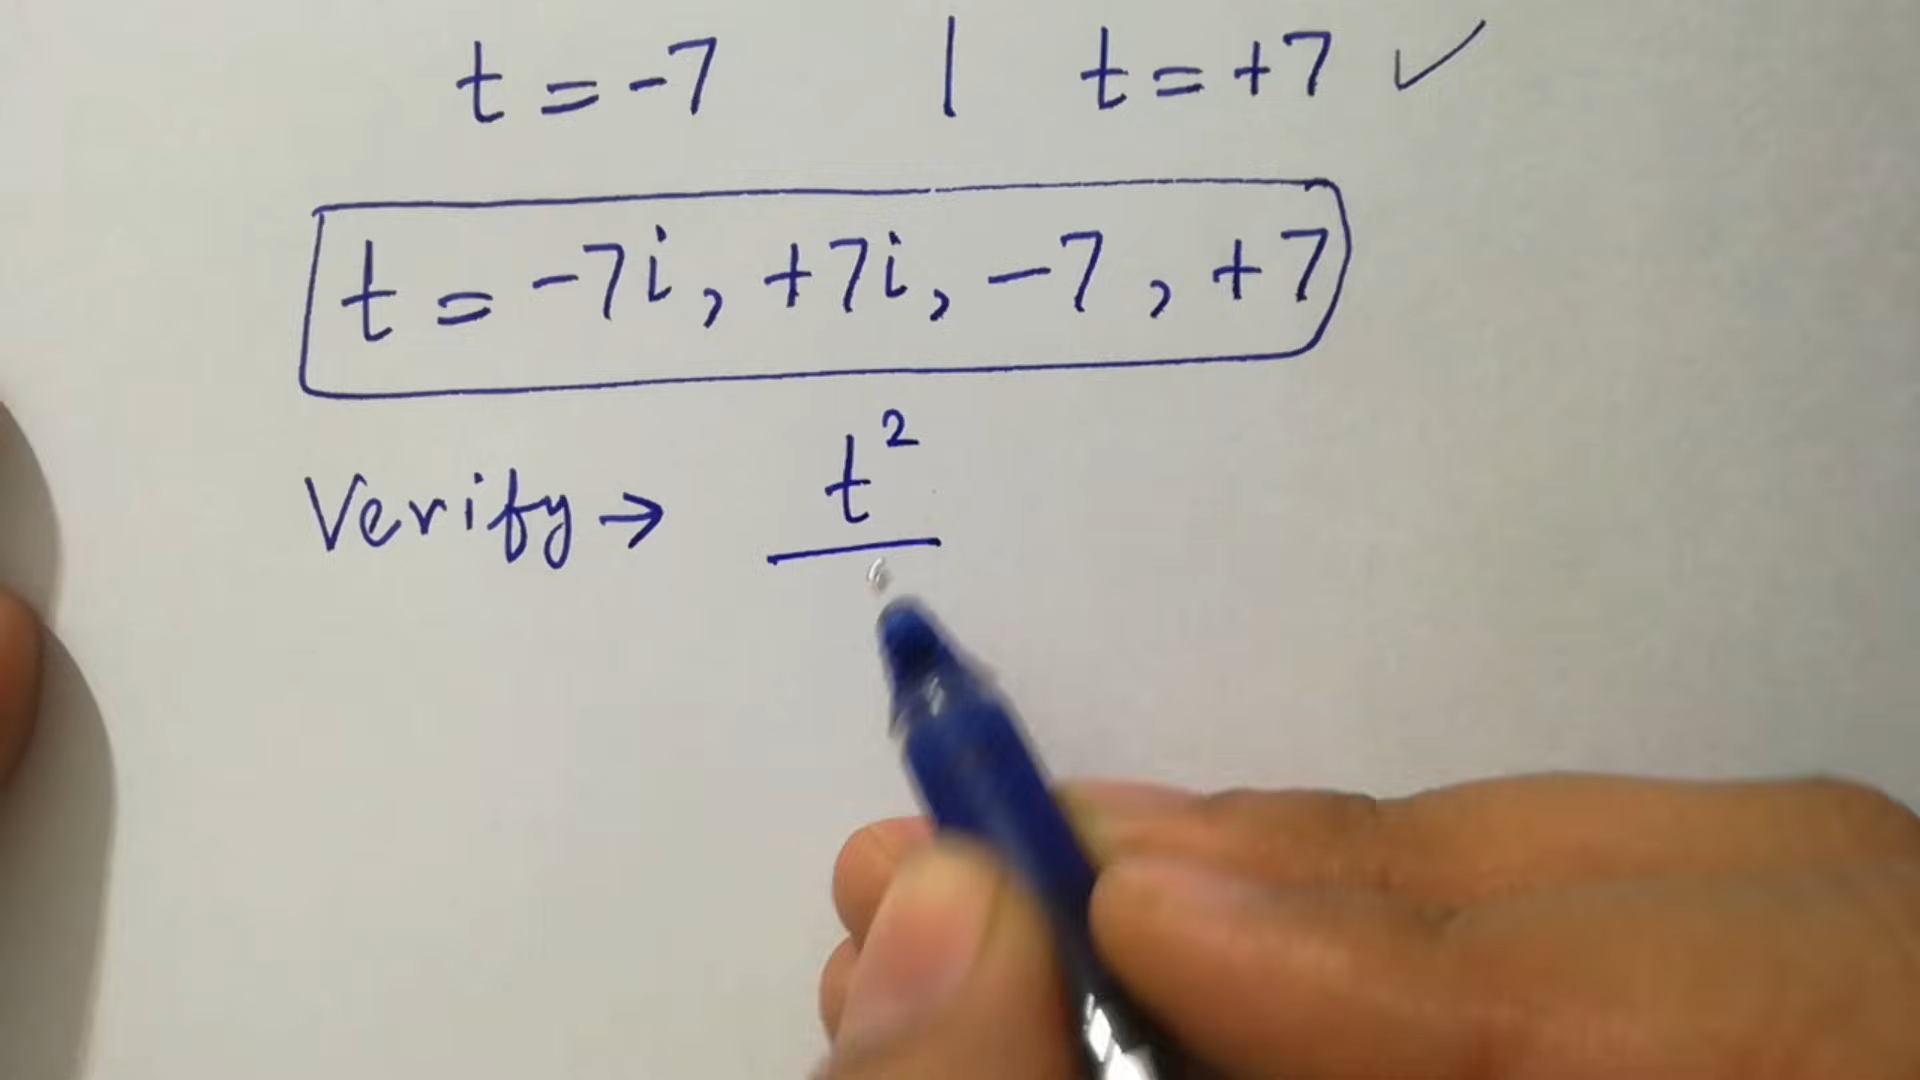 t = -7 | t = +7 ✓
t = -7i, +7i, -7, +7
Verify → t²